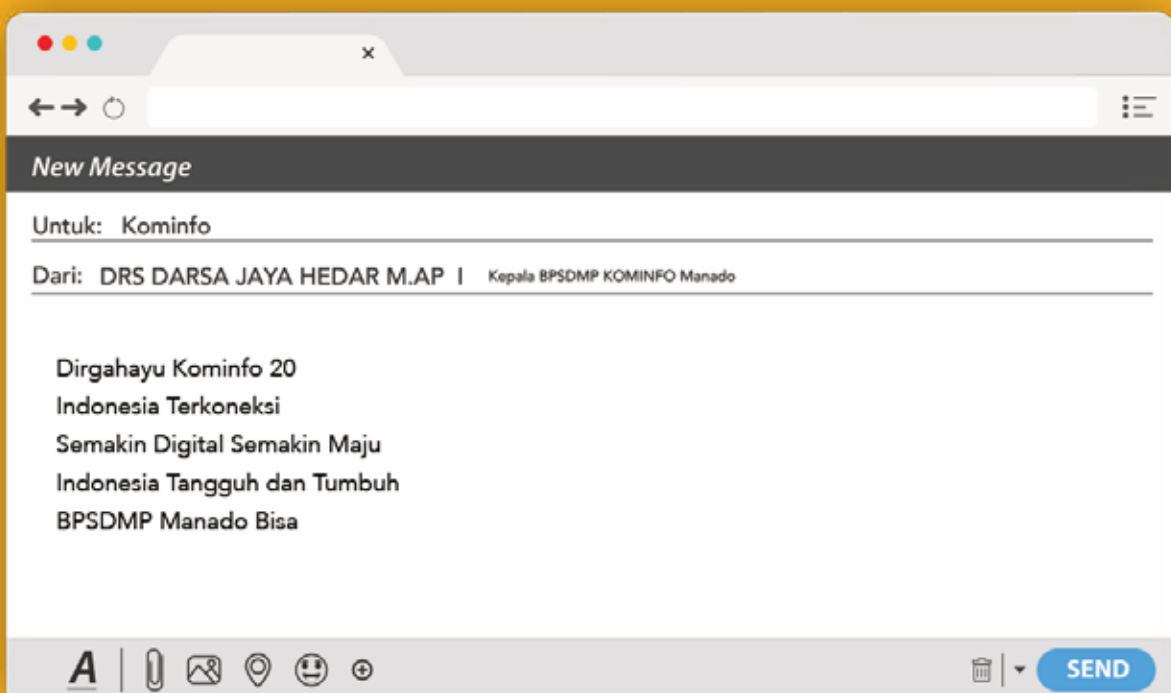 New Message
Untuk: Kominfo
Dari: DRS DARSA JAYA HEDAR M.AP | Kepala BPSDMP KOMINFO Manado
Dirgahayu Kominfo 20
Indonesia Terkoneksi
Semakin Digital Semakin Maju
Indonesia Tangguh dan Tumbuh
BPSDMP Manado Bisa
A
SEND